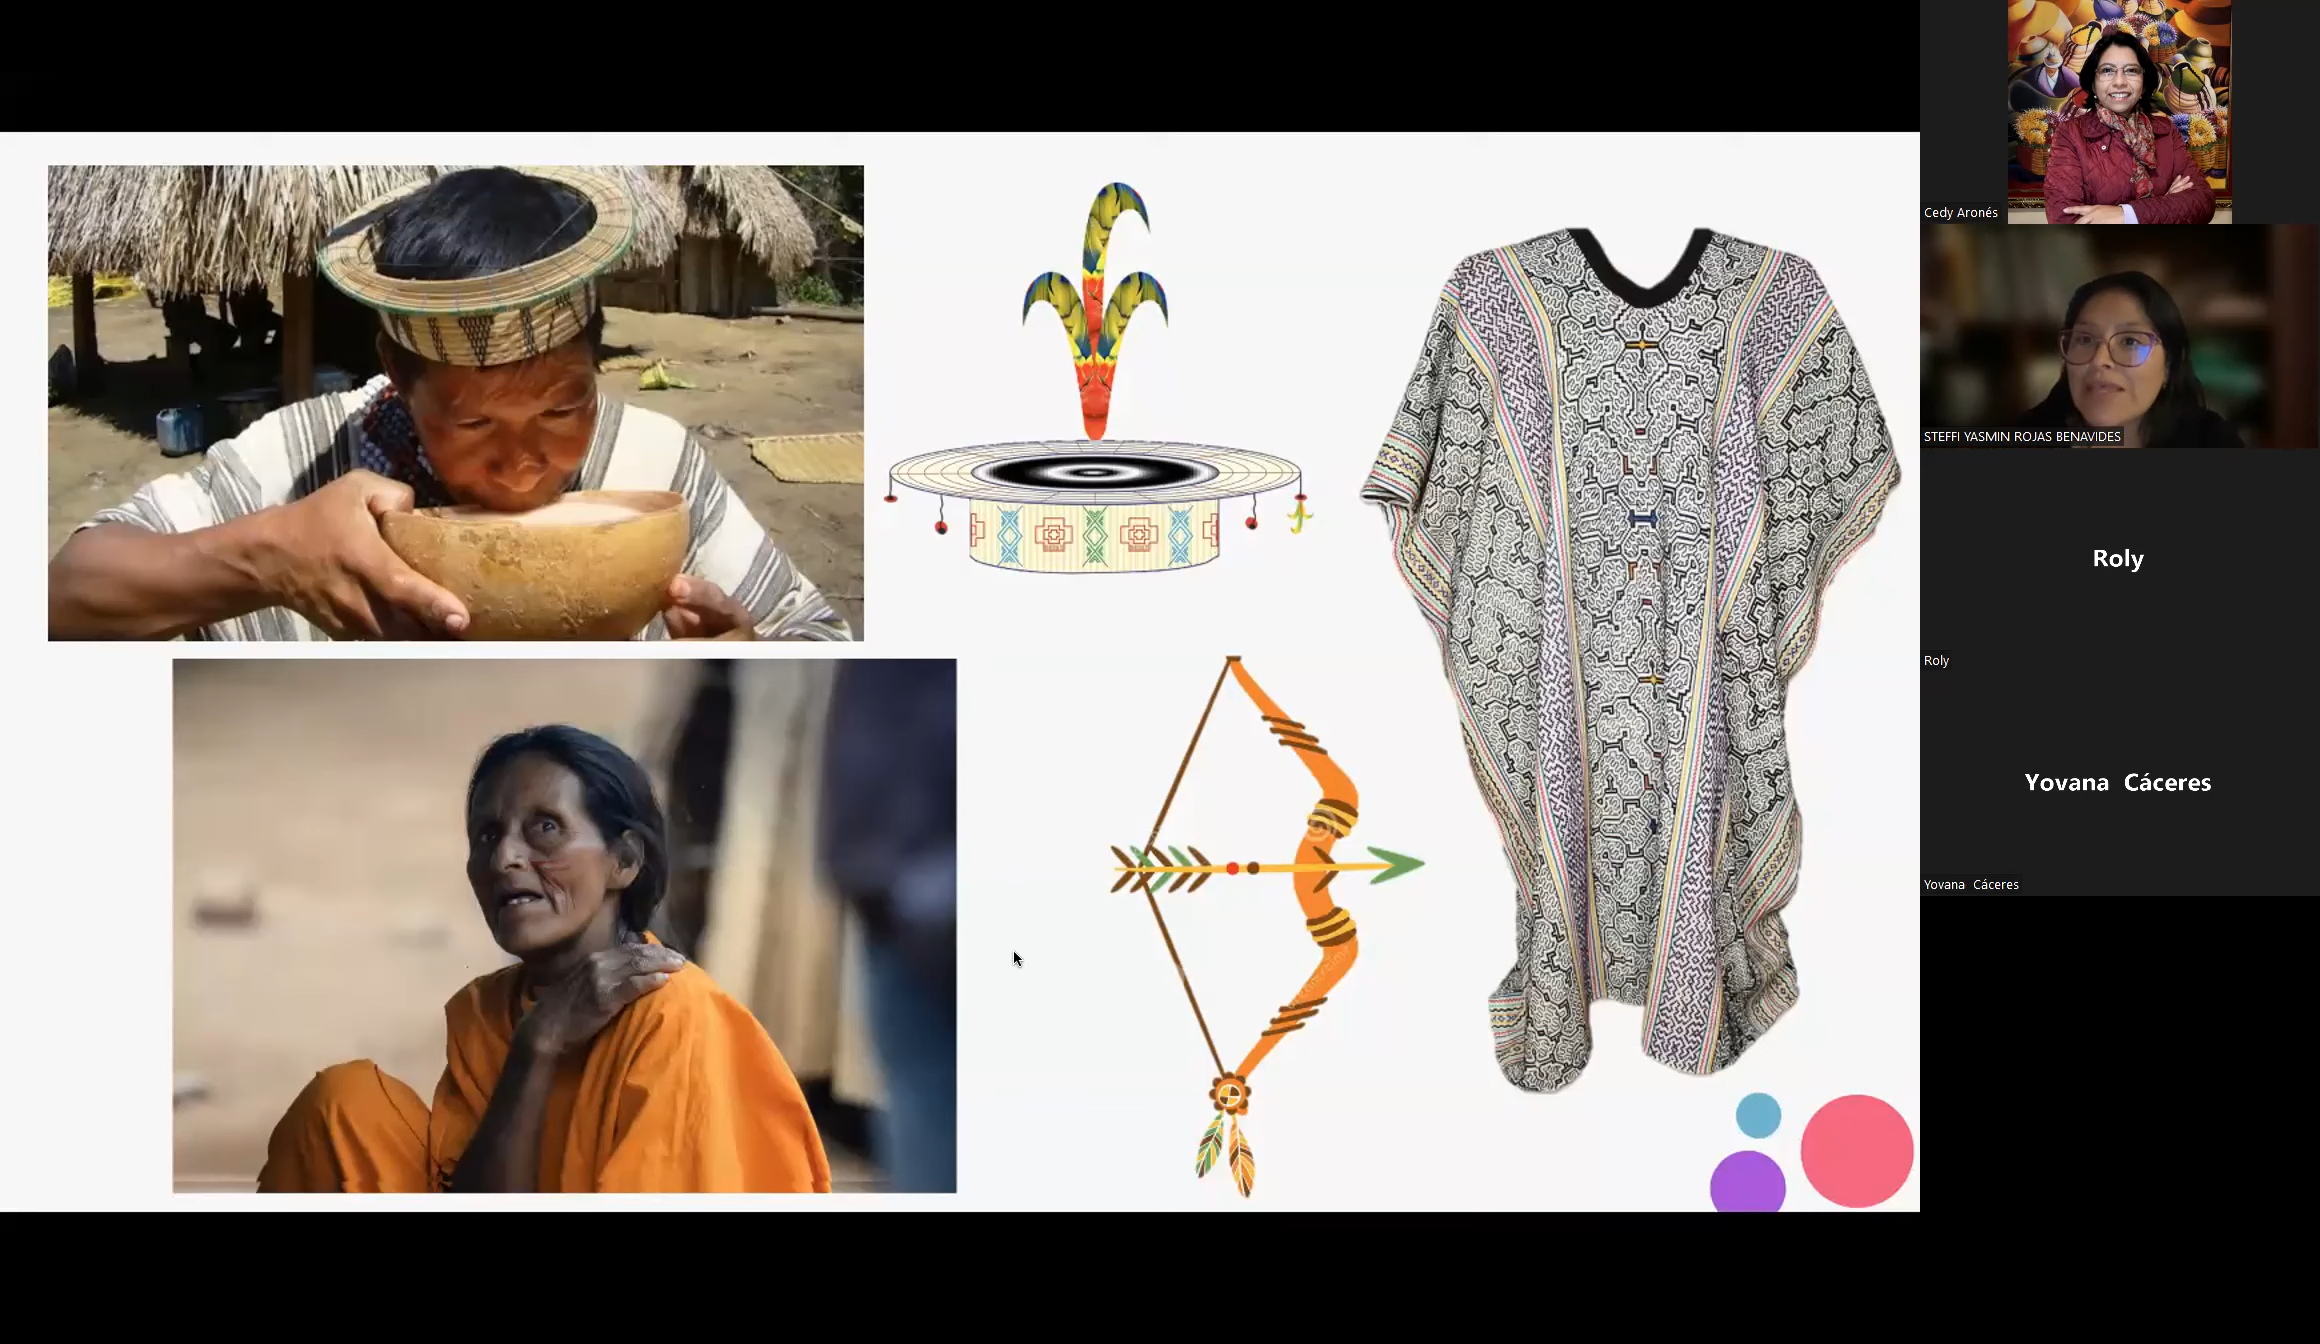 Cedy Aronés
STEFFI YASMIN ROJAS BENAVIDES
Roly
Roly
Yovana Cáceres
Yovana Cáceres